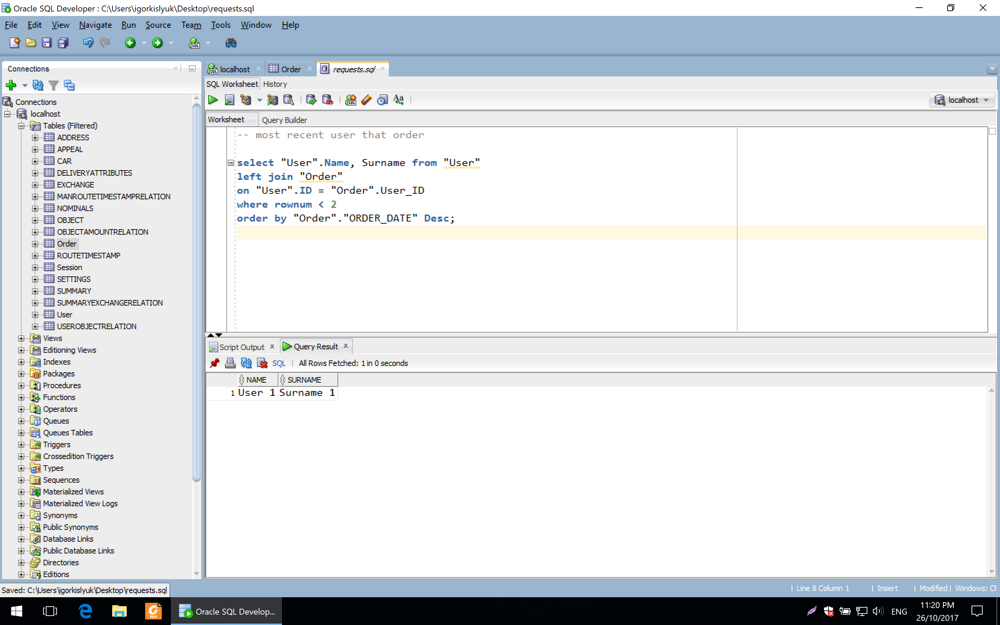 Oracle SQL Developer : C:\Users\igorkislyuk\Desktop\requests.sql
File Edit View Navigate Run Source Team Tools Window Help
Connections
localhost
Order
requests.sql
SQL Worksheet History
localhost
Worksheet Query Builder
Connections
localhost
Tables (Filtered)
ADDRESS
APPEAL
CAR
DELIVERYATTRIBUTES
EXCHANGE
MANROUTETIMESTAMPRELATION
NOMINALS
OBJECT
OBJECTAMOUNTRELATION
Order
ROUTETIMESTAMP
Session
SETTINGS
SUMMARY
SUMMARYEXCHANGERELATION
User
USEROBJECTRELATION
Views
Editioning Views
Indexes
Packages
Procedures
Functions
Operators
Queues
Queues Tables
Triggers
Crossedition Triggers
Types
Sequences
Materialized Views
Materialized View Logs
Synonyms
Public Synonyms
Database Links
Public Database Links
Directories
Editions
-- most recent user that order
select "User".Name, Surname from "User"
left join "Order"
on "User".ID = "Order".User_ID
where rownum < 2
order by "Order"."ORDER_DATE" Desc;
Script Output x Query Result x
SQL | All Rows Fetched: 1 in 0 seconds
NAME SURNAME
1 User 1 Surname 1
Saved: C:\Users\igorkislyuk\Desktop\requests.sql
| Line 8 Column 1 | Insert | Modified | Windows: CF
Oracle SQL Develop...
ENG
11:20 PM
26/10/2017